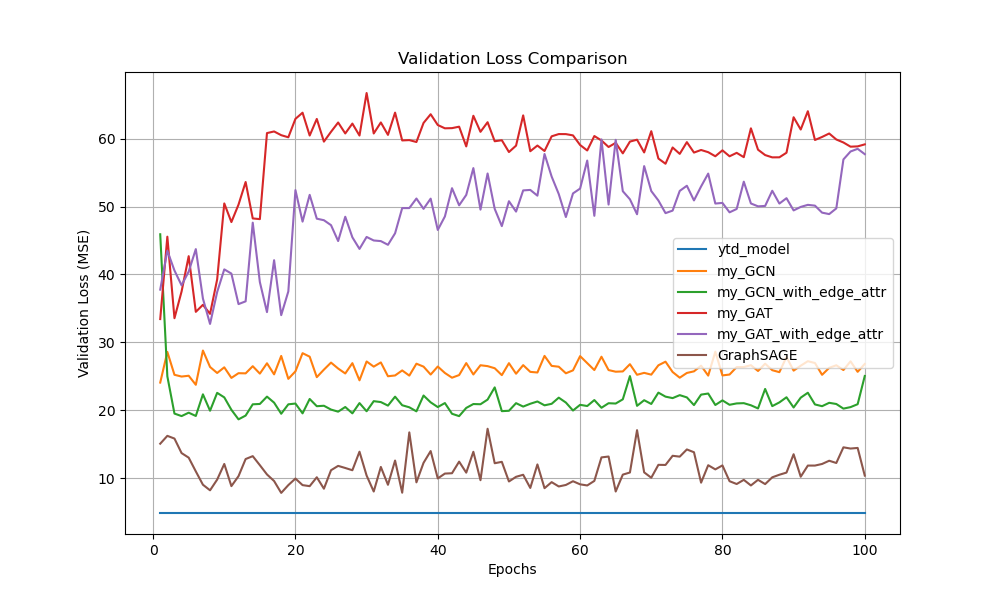 Validation Loss Comparison
Validation Loss (MSE)
60
50
40
30
20
10
ytd_model
my_GCN
my_GCN_with_edge_attr
my_GAT
my_GAT_with_edge_attr
GraphSAGE
0
20
40
60
80
100
Epochs